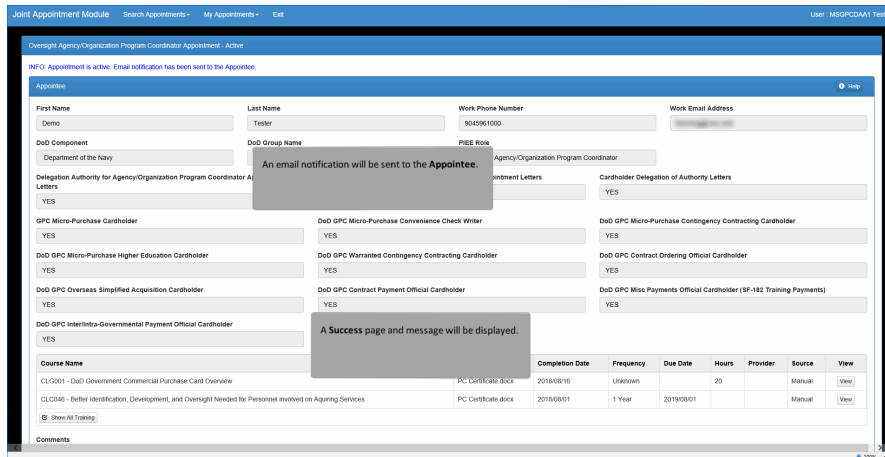 Joint Appointment Module Search Appointments My Appointments Exit User : MSGPCDAA1 Test
Oversight Agency/Organization Program Coordinator Appointment - Active
INFO: Appointment is active. Email notification has been sent to the Appointee.
Appointee Help
First Name Last Name Work Phone Number Work Email Address
Demo Tester 9045961000
DoD Component DoD Group Name PIEE Role
Department of the Navy Agency/Organization Program Coordinator
An email notification will be sent to the Appointee.
Delegation Authority for Agency/Organization Program Coordinator Letters Cardholder Delegation of Authority Letters
Letters
YES YES
GPC Micro-Purchase Cardholder DoD GPC Micro-Purchase Convenience Check Writer DoD GPC Micro-Purchase Contingency Contracting Cardholder
YES YES YES
DoD GPC Micro-Purchase Higher Education Cardholder DoD GPC Warranted Contingency Contracting Cardholder DoD GPC Contract Ordering Official Cardholder
YES YES YES
DoD GPC Overseas Simplified Acquisition Cardholder DoD GPC Contract Payment Official Cardholder DoD GPC Misc Payments Official Cardholder (SF-182 Training Payments)
YES YES YES
DoD GPC Inter/Intra-Governmental Payment Official Cardholder
YES
A Success page and message will be displayed.
Course Name Completion Date Frequency Due Date Hours Provider Source View
CLG001 - DoD Government Commercial Purchase Card Overview PC Certificate.docx 2018/08/16 Unknown 20 Manual View
CLC046 - Better Identification, Development, and Oversight Needed for Personnel involved on Aquiring Services PC Certificate.docx 2018/08/01 1 Year 2019/08/01 Manual View
Show All Training
Comments
100%